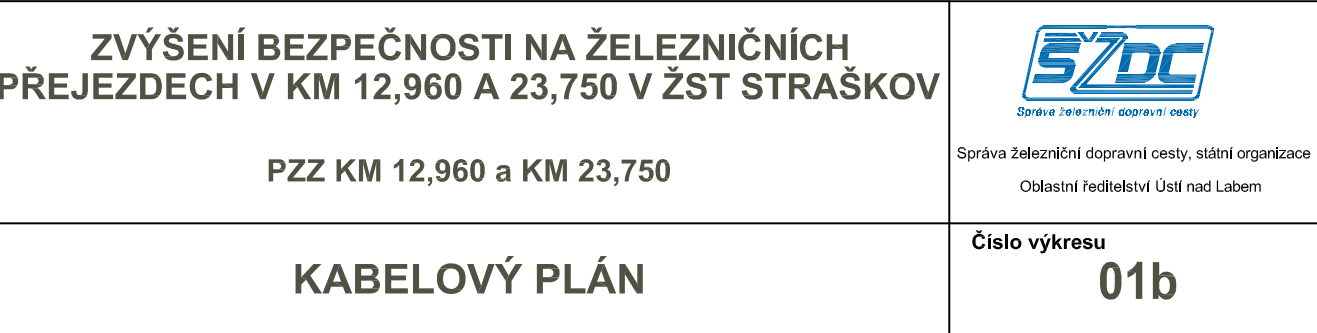 ZVÝŠENÍ BEZPEČNOSTI NA ŽELEZNIČNÍCH
PŘEJEZDECH V KM 12,960 A 23,750 V ŽST STRAŠKOV
PZZ KM 12,960 a KM 23,750
KABELOVÝ PLÁN
SŽDC
Správa železniční dopravní cesty
Správa železniční dopravní cesty, státní organizace
Oblastní ředitelství Ústí nad Labem
Číslo výkresu
01b